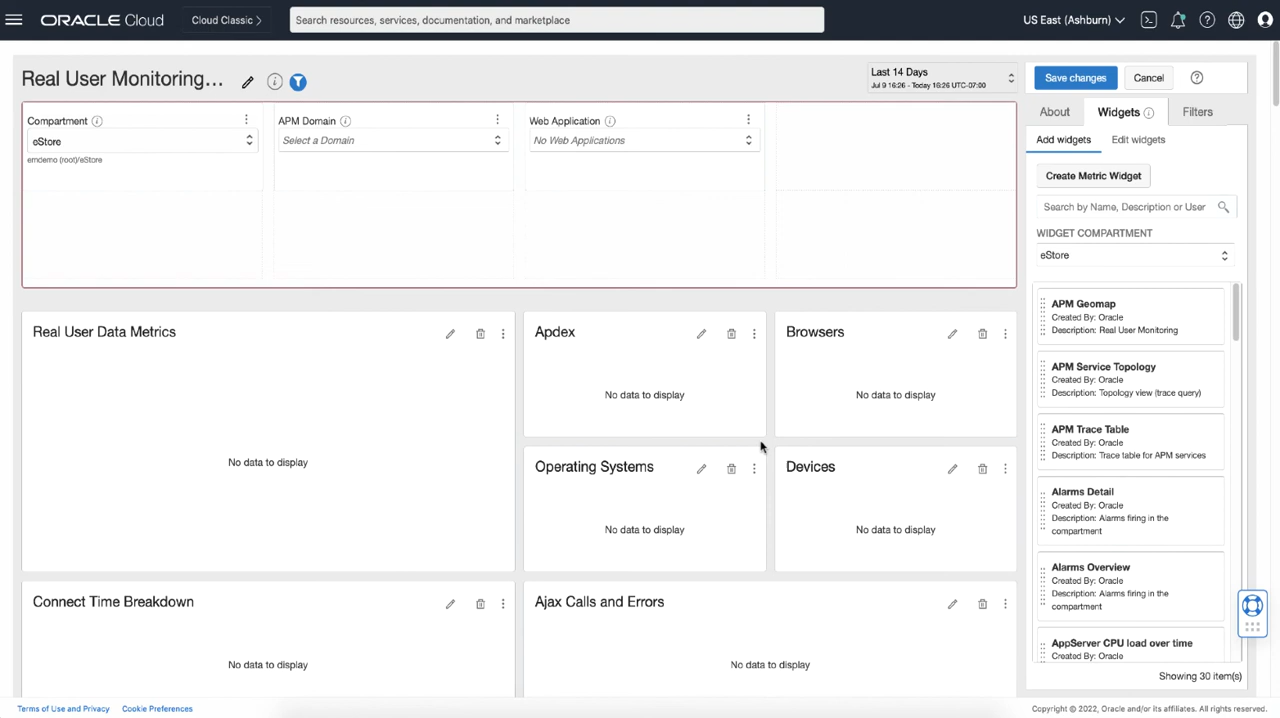 ORACLE Cloud
Cloud Classic >
Search resources, services, documentation, and marketplace
US East (Ashburn)
Real User Monitoring...
Last 14 Days
Jul 9 16:26 - Today 16:26 UTC-07:00
Save changes
Cancel
Compartment
eStore
emdemo (root)/eStore
APM Domain
Select a Domain
Web Application
No Web Applications
About
Widgets
Filters
Add widgets
Edit widgets
Create Metric Widget
Search by Name, Description or User
WIDGET COMPARTMENT
eStore
Real User Data Metrics
No data to display
Apdex
No data to display
Browsers
No data to display
Operating Systems
No data to display
Devices
No data to display
Connect Time Breakdown
No data to display
Ajax Calls and Errors
No data to display
APM Geomap
Created By: Oracle
Description: Real User Monitoring
APM Service Topology
Created By: Oracle
Description: Topology view (trace query)
APM Trace Table
Created By: Oracle
Description: Trace table for APM services
Alarms Detail
Created By: Oracle
Description: Alarms firing in the
compartment
Alarms Overview
Created By: Oracle
Description: Alarms firing in the
compartment
AppServer CPU load over time
Created By: Oracle
Showing 30 item(s)
Terms of Use and Privacy
Cookie Preferences
Copyright © 2022, Oracle and/or its affiliates. All rights reserved.